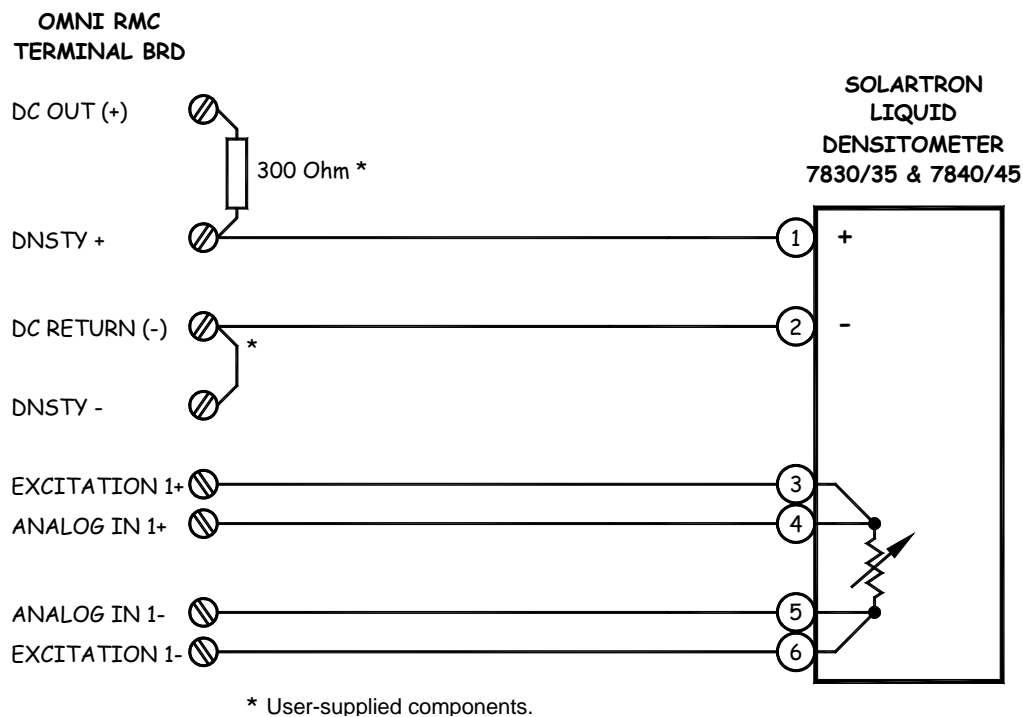 OMNI RMC
TERMINAL BRD
SOLARTRON
LIQUID
DENSITOMETER
7830/35 & 7840/45
DC OUT (+)
300 Ohm *
DNSTY +
1
+
DC RETURN (-)
*
2
-
DNSTY -
EXCITATION 1+
3
ANALOG IN 1+
4
ANALOG IN 1-
5
EXCITATION 1-
6
* User-supplied components.